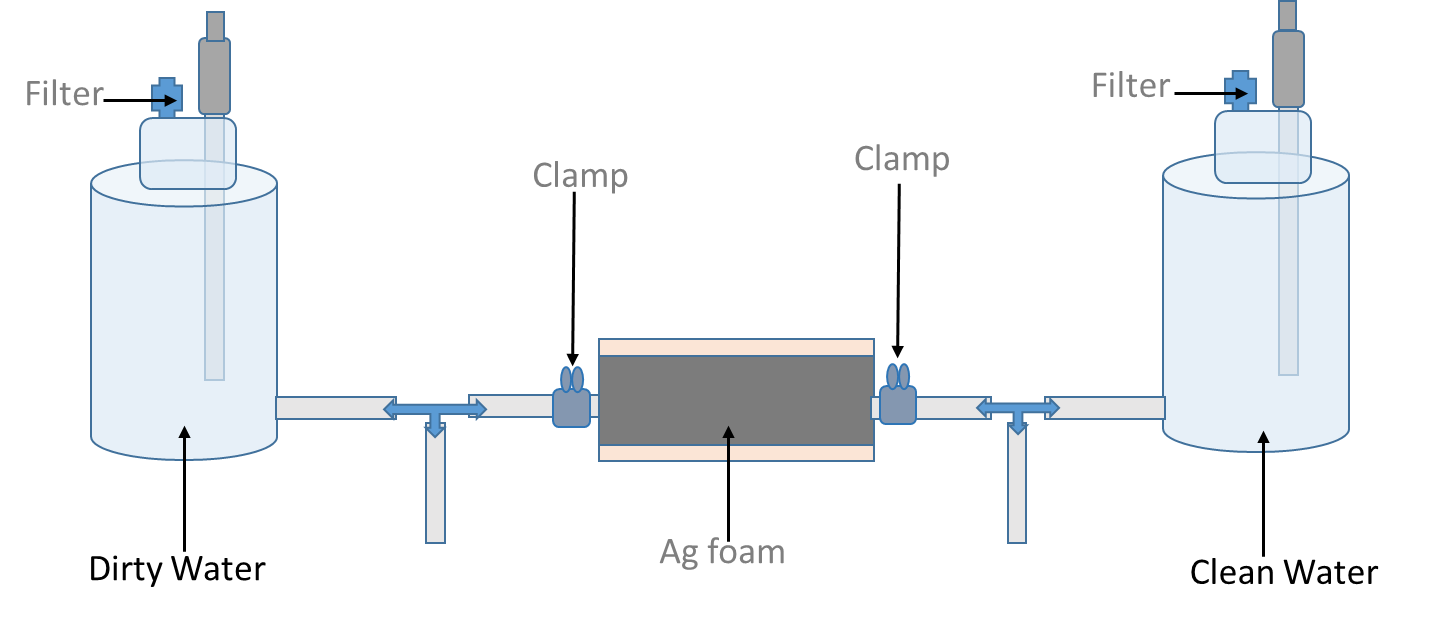 Filter
Filter
Clamp
Clamp
Ag foam
Dirty Water
Clean Water